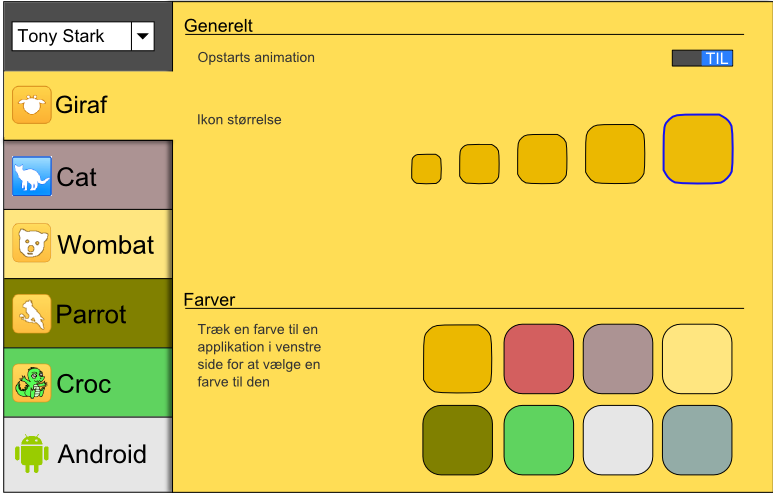 Tony Stark
Giraf
Cat
Wombat
Parrot
Croc
Android
Generelt
Opstarts animation
TIL
Ikon størrelse
Farver
Træk en farve til en
applikation i venstre
side for at vælge en
farve til den